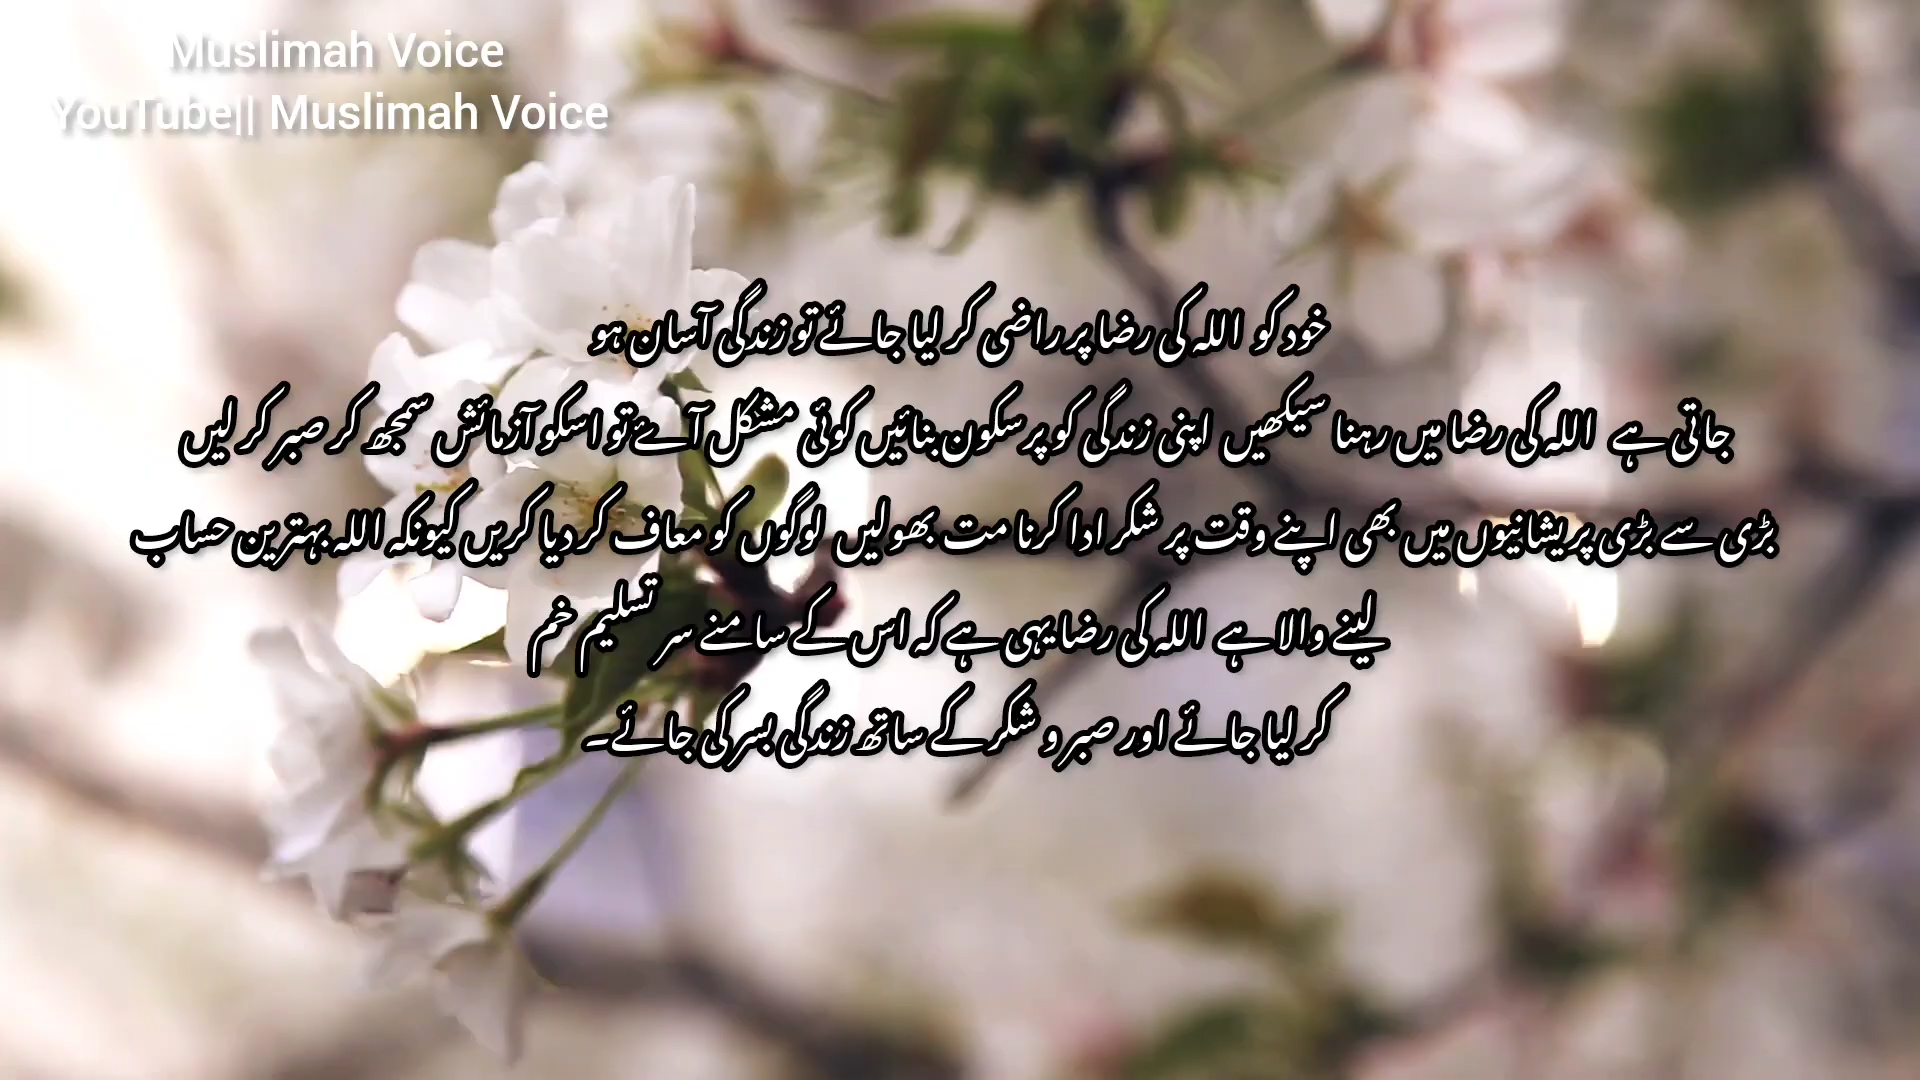 Muslimah Voice
YouTube|| Muslimah Voice
خود کو اللہ کی رضا پر راضی کر لیا جائے تو زندگی آسان ہو
جاتی ہے اللہ کی رضا میں رہنا سیکھیں اپنی زندگی کو پرسکون بنائیں کوئی مشکل آۓ تو اسکو آزمائش سمجھ کر صبر کر لیں
بڑی سے بڑی پریشانیوں میں بھی اپنے وقت پر شکر ادا کرنا مت بھولیں لوگوں کو معاف کر دیا کریں کیونکہ اللہ بہترین حساب
لینے والا ہے اللہ کی رضا یہی ہے کہ اس کے سامنے سر تسلیم خم
کر لیا جائے اور صبر و شکر کے ساتھ زندگی بسر کی جائے۔